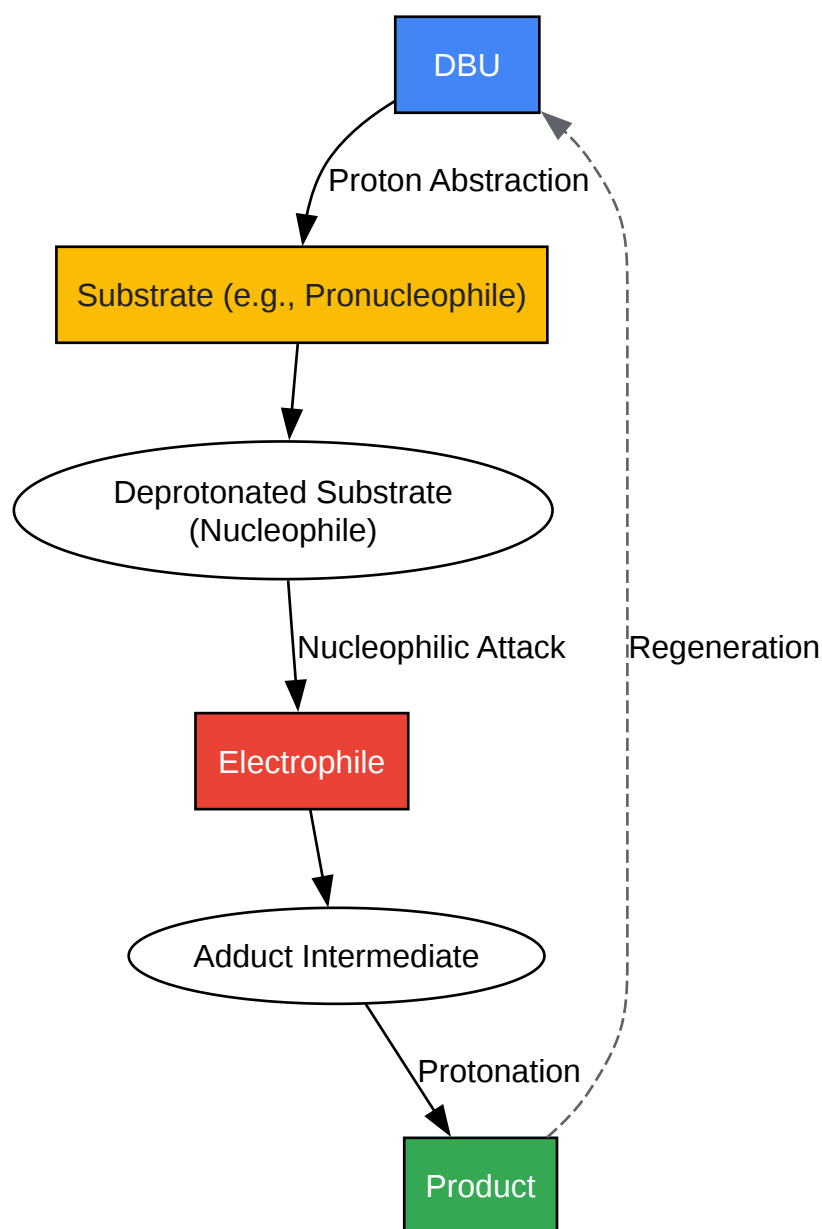 DBU
Proton Abstraction
Substrate (e.g., Pronucleophile)
Deprotonated Substrate
(Nucleophile)
Nucleophilic Attack
Regeneration
Electrophile
Adduct Intermediate
Protonation
Product